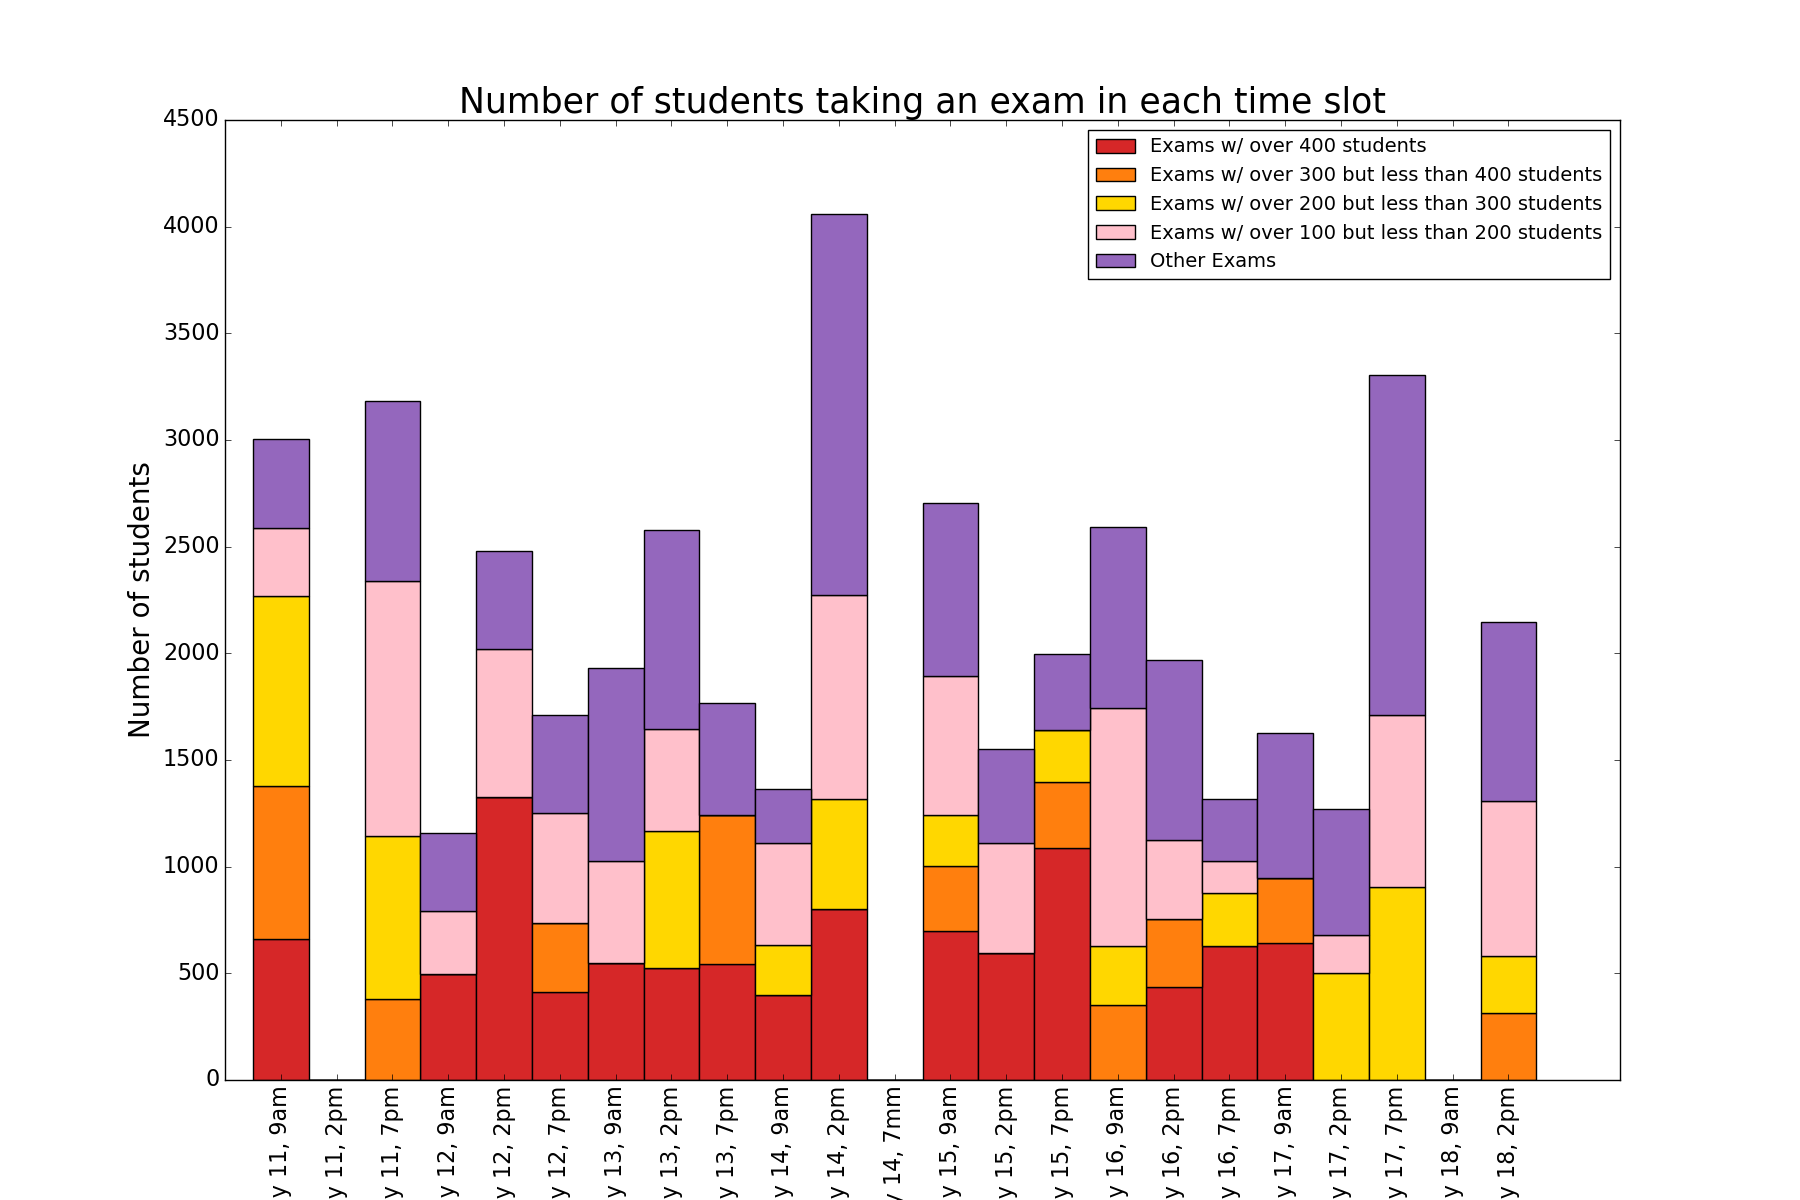 Number of students taking an exam in each time slot
Exams w/ over 400 students
Exams w/ over 300 but less than 400 students
Exams w/ over 200 but less than 300 students
Exams w/ over 100 but less than 200 students
Other Exams
Number of students
4500
4000
3500
3000
2500
2000
1500
1000
500
0
y 11, 9am
y 11, 2pm
y 11, 7pm
y 12, 9am
y 12, 2pm
y 12, 7pm
y 13, 9am
y 13, 2pm
y 13, 7pm
y 14, 9am
y 14, 2pm
y 14, 7mm
y 15, 9am
y 15, 2pm
y 15, 7pm
y 16, 9am
y 16, 2pm
y 16, 7pm
y 17, 9am
y 17, 2pm
y 17, 7pm
y 18, 9am
y 18, 2pm